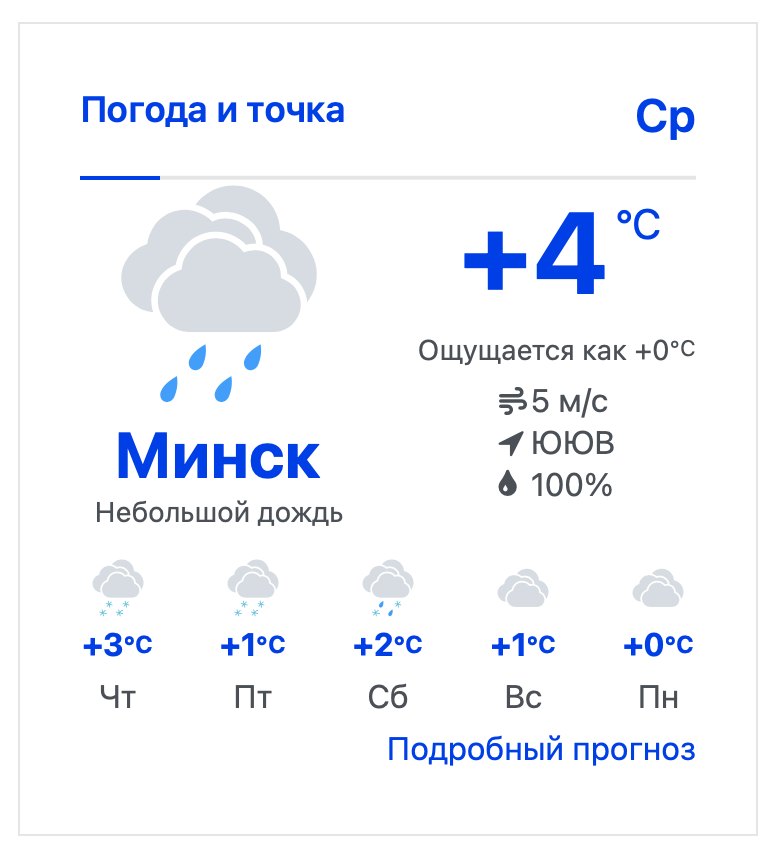 Погода и точка
Ср
+4 °C
Ощущается как +0°C
5 м/с
ЮЮВ
100%
Минск
Небольшой дождь
+3°C +1°C +2°C +1°C +0°C
Чт Пт Сб Вс Пн
Подробный прогноз